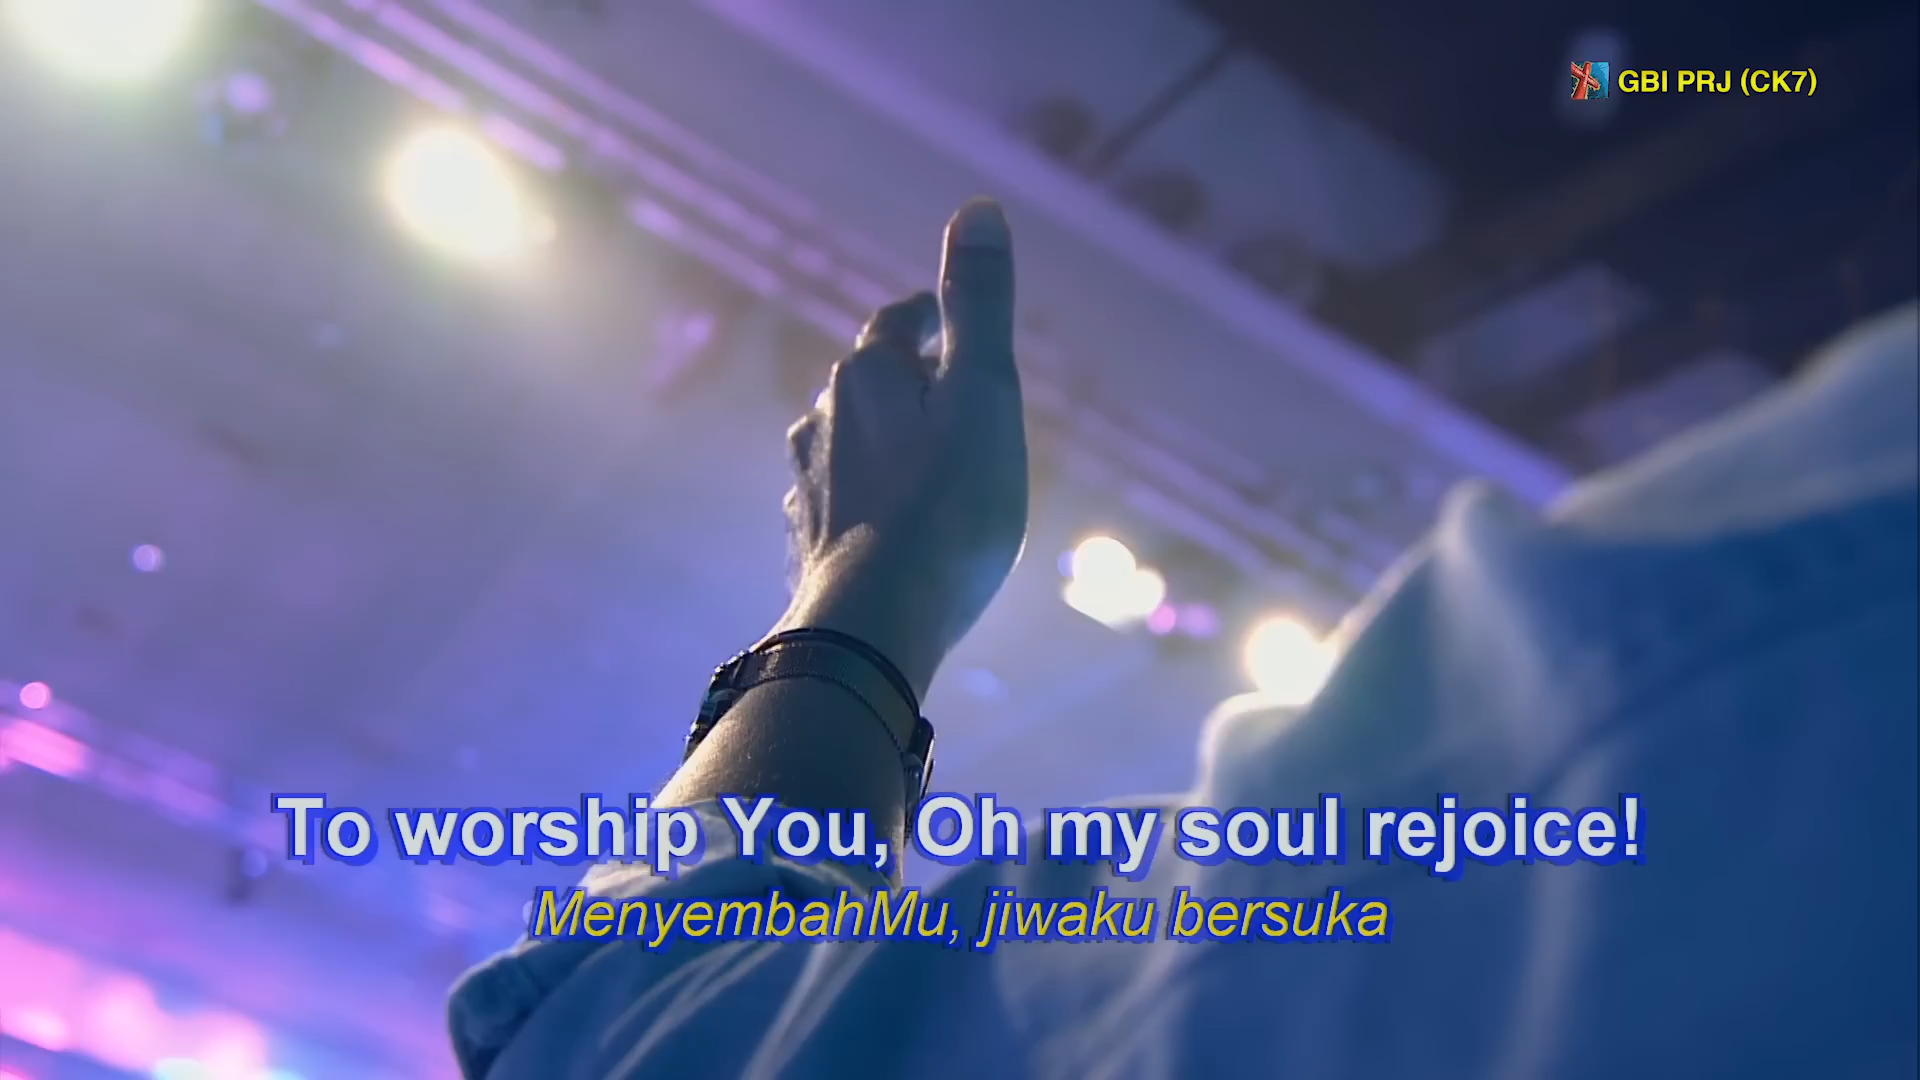 GBI PRJ (CK7)
To worship You, Oh my soul rejoice!
MenyembahMu, jiwaku bersuka